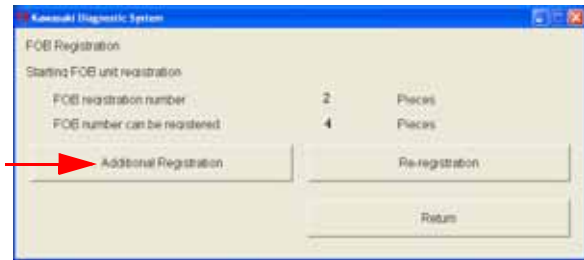 Kawasaki Diagnostic System
FOB Registration
Starting FOB unit registration
FOB registration number 2 Pieces
FOB number can be registered 4 Pieces
Additional Registration Re-registration
Return